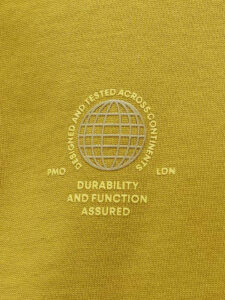 DESIGNED AND TESTED ACROSS CONTINENTS
PMO
LDN
DURABILITY
AND FUNCTION
ASSURED